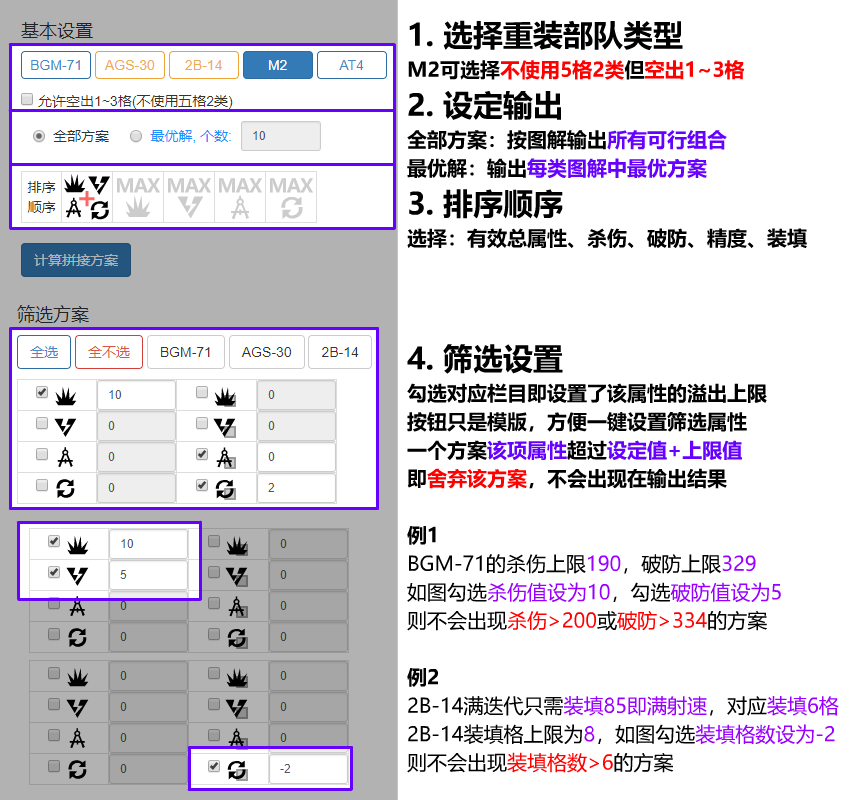 基本设置
BGM-71 AGS-30 2B-14 M2 AT4
允许空出1~3格(不使用五格2类)
全部方案 最优解, 个数: 10
排序
顺序
MAX MAX MAX MAX
计算拼接方案
筛选方案
全选 全不选 BGM-71 AGS-30 2B-14
10 0
0 0
0 0
0 2
10 0
5 0
0 0
0 0
0 0
0 0
0 0
0 -2
1. 选择重装部队类型
M2可选择不使用5格2类但空出1~3格
2. 设定输出
全部方案：按图解输出所有可行组合
最优解：输出每类图解中最优方案
3. 排序顺序
选择：有效总属性、杀伤、破防、精度、装填
4. 筛选设置
勾选对应栏目即设置了该属性的溢出上限
按钮只是模版，方便一键设置筛选属性
一个方案该项属性超过设定值+上限值
即舍弃该方案，不会出现在输出结果
例1
BGM-71的杀伤上限190，破防上限329
如图勾选杀伤值设为10，勾选破防值设为5
则不会出现杀伤>200或破防>334的方案
例2
2B-14满迭代只需装填85即满射速，对应装填6格
2B-14装填格上限为8，如图勾选装填格数设为-2
则不会出现装填格数>6的方案